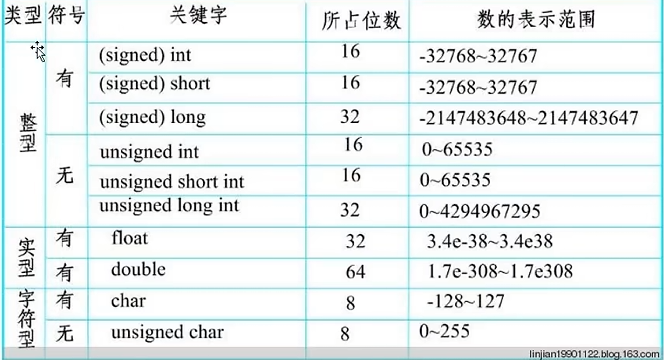 类型 符号 关键字 所占位数 数的表示范围
整型 有 (signed) int 16 -32768~32767
(signed) short 16 -32768~32767
(signed) long 32 -2147483648~2147483647
无 unsigned int 16 0~65535
unsigned short int 16 0~65535
unsigned long int 32 0~4294967295
实型 有 float 32 3.4e-38~3.4e38
有 double 64 1.7e-308~1.7e308
字符型 有 char 8 -128~127
无 unsigned char 8 0~255
linjian19901122.blog.163.com